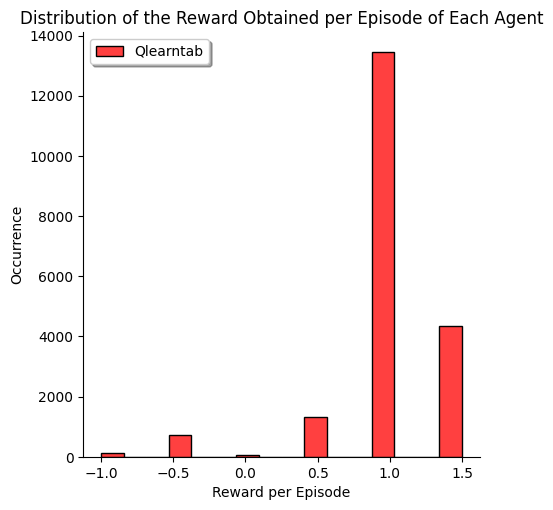 Distribution of the Reward Obtained per Episode of Each Agent
Qlearntab
14000
12000
10000
8000
6000
4000
2000
0
Occurrence
−1.0 −0.5 0.0 0.5 1.0 1.5
Reward per Episode